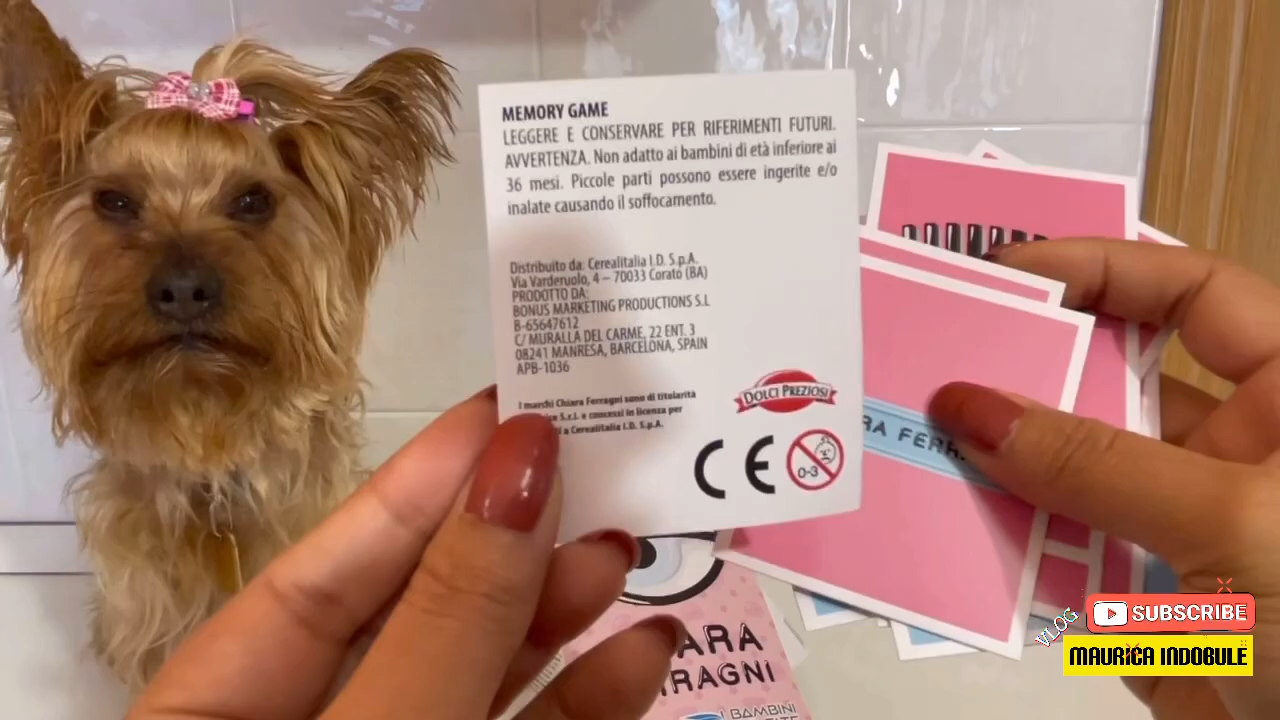 MEMORY GAME
LEGGERE E CONSERVARE PER RIFERIMENTI FUTURI.
AVVERTENZA. Non adatto ai bambini di età inferiore ai
36 mesi. Piccole parti possono essere ingerite e/o
inalate causando il soffocamento.
Distribuito da: Cerealitalia I.D. S.p.A.
Via Varderuolo, 4 – 70033 Corato (BA)
PRODOTTO DA:
BONUS MARKETING PRODUCTIONS S.L
B-65647612
C/ MURALLA DEL CARME, 22 ENT. 3
08241 MANRESA, BARCELONA, SPAIN
APB-1036
I marchi Chiara Ferragni sono di titolarità
S.r.l. e concessi in licenza per
a Cerealitalia I.D. S.p.A.
DOLCI PREZIOSI
CE
0-3
RA FERR
ARA
RAGNI
I BAMBINI
VLOG
SUBSCRIBE
MAURICA INDOBULE